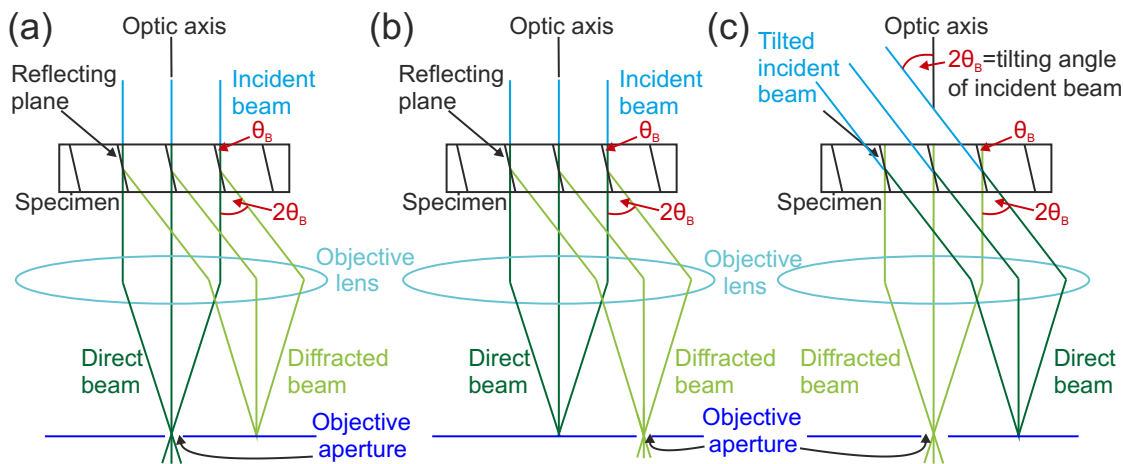 (a)
Optic axis
Reflecting
plane
Incident
beam
θB
Specimen
2θB
Objective
lens
Direct
beam
Diffracted
beam
Objective
aperture
(b)
Optic axis
Reflecting
plane
Incident
beam
θB
Specimen
2θB
Objective
lens
Direct
beam
Diffracted
beam
Objective
aperture
(c)
Optic axis
Tilted
incident
beam
2θB=tilting angle
of incident beam
θB
Specimen
2θB
Diffracted
beam
Direct
beam